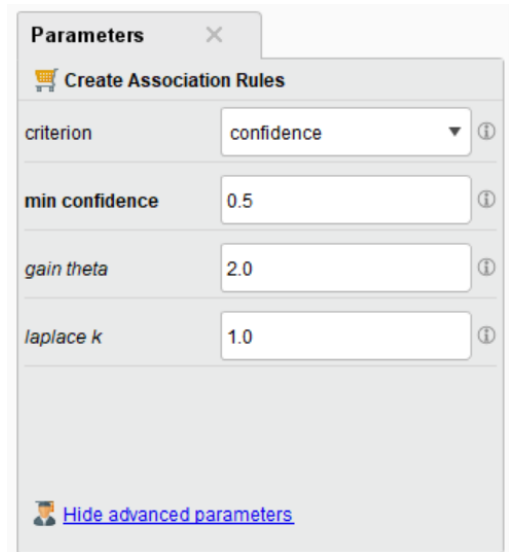 Parameters
Create Association Rules
criterion confidence
min confidence 0.5
gain theta 2.0
laplace k 1.0
Hide advanced parameters